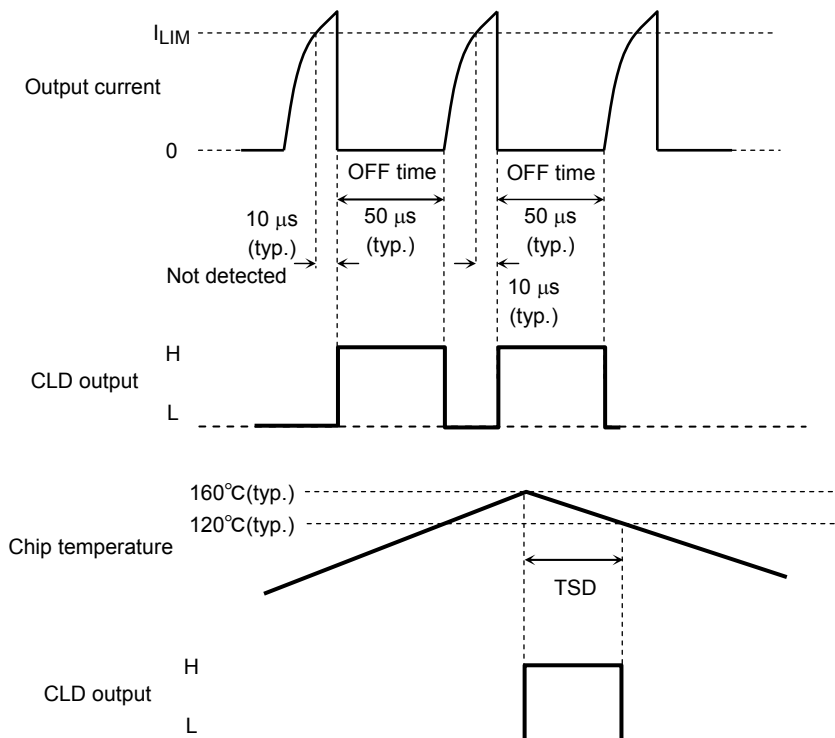 ILIM
Output current
0
OFF time
OFF time
10 μs
(typ.)
50 μs
(typ.)
50 μs
(typ.)
Not detected
10 μs
(typ.)
H
CLD output
L
160°C(typ.)
120°C(typ.)
Chip temperature
TSD
H
CLD output
L